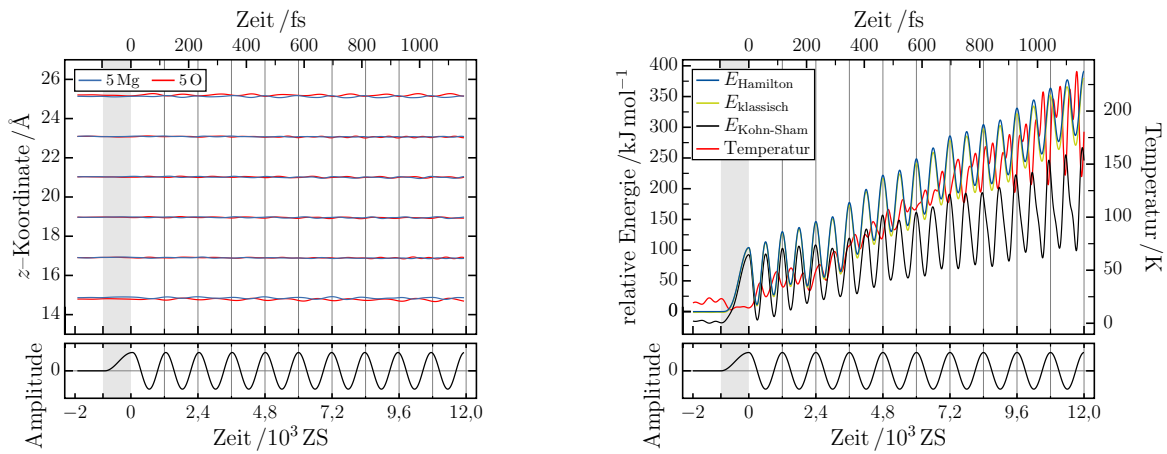 Zeit /fs
0 200 400 600 800 1000
26
24
22
20
18
16
14
z–Koordinate /Å
5 Mg 5 O
0
Amplitude
−2 0 2,4 4,8 7,2 9,6 12,0
Zeit /10³ ZS
Zeit /fs
0 200 400 600 800 1000
400
350
300
250
200
150
100
50
0
0
relative Energie /kJ mol⁻¹
E_Hamilton
E_klassisch
E_Kohn-Sham
Temperatur
200
150
100
50
0
Temperatur/K
0
Amplitude
−2 0 2,4 4,8 7,2 9,6 12,0
Zeit /10³ ZS